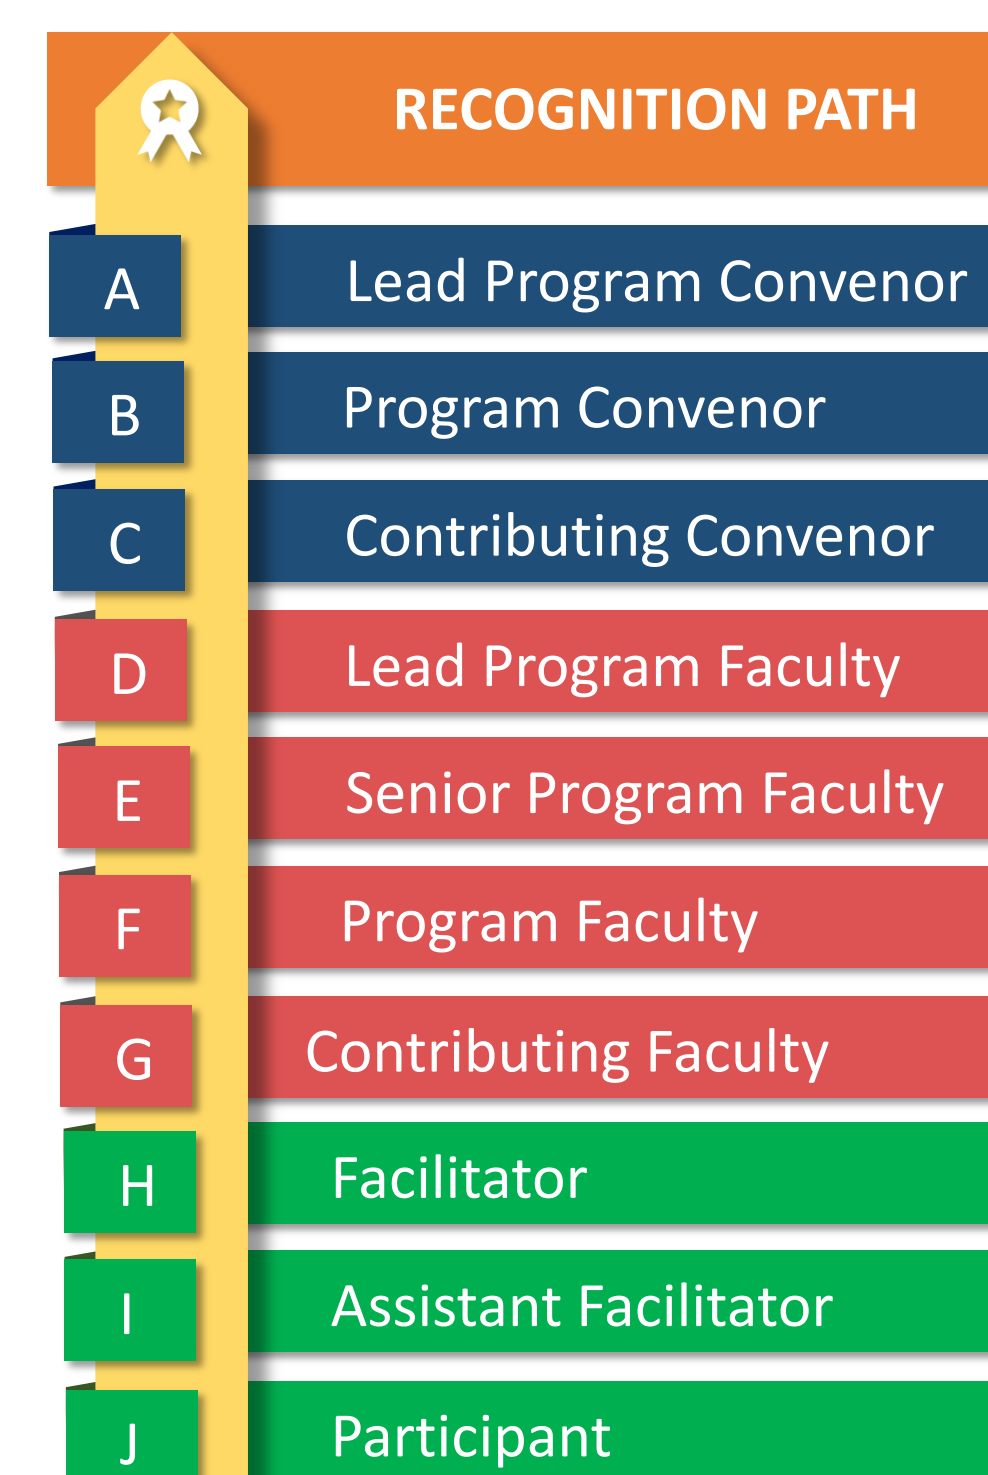 RECOGNITION PATH
A Lead Program Convenor
B Program Convenor
C Contributing Convenor
D Lead Program Faculty
E Senior Program Faculty
F Program Faculty
G Contributing Faculty
H Facilitator
I Assistant Facilitator
J Participant